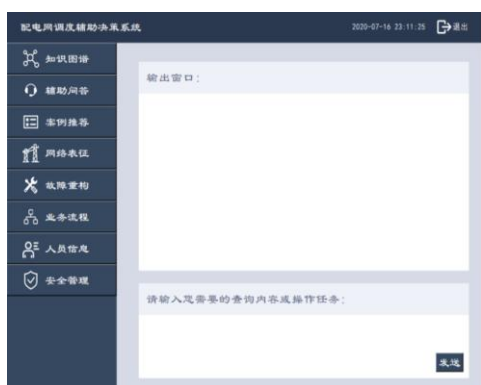 配电网调度辅助决策系统
2020-07-16 23:11:25 退出
知识图谱
辅助问答
案例推荐
网络表征
故障重构
业务流程
人员信息
安全管理
输出窗口：
请输入您需要的查询内容或操作任务：
发送